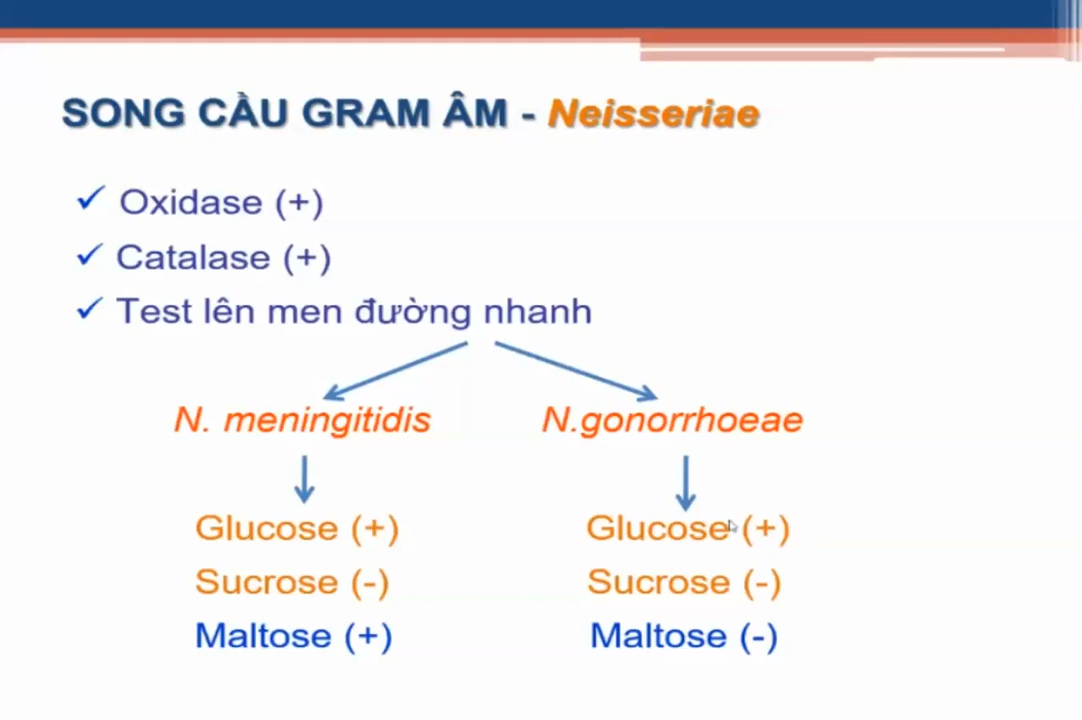 SONG CẦU GRAM ÂM - Neisseriae
Oxidase (+)
Catalase (+)
Test lên men đường nhanh
N. meningitidis N.gonorrhoeae
Glucose (+) Glucose (+)
Sucrose (-) Sucrose (-)
Maltose (+) Maltose (-)